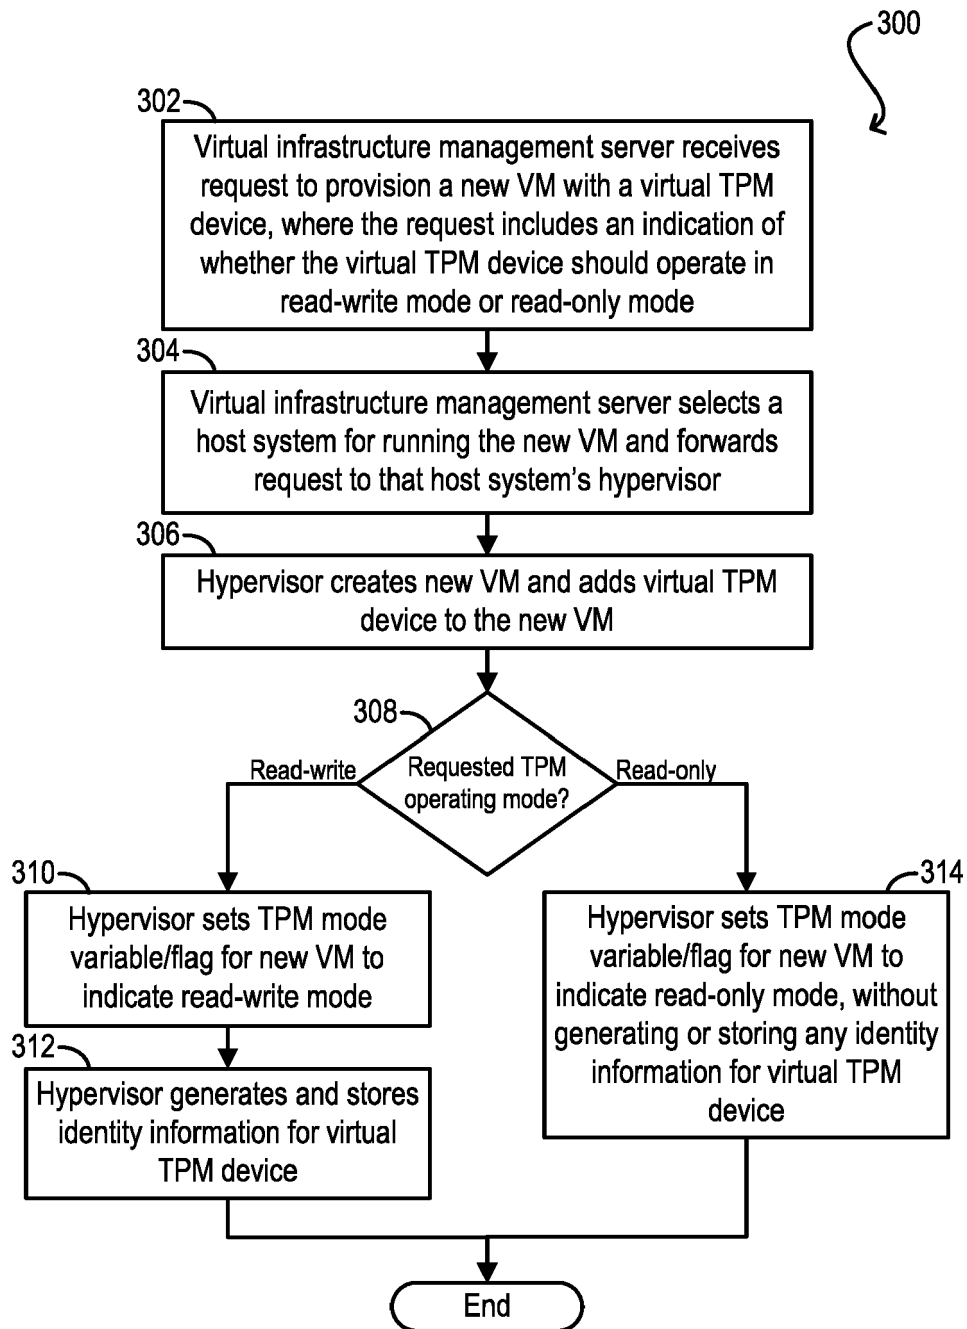 300
302
Virtual infrastructure management server receives
request to provision a new VM with a virtual TPM
device, where the request includes an indication of
whether the virtual TPM device should operate in
read-write mode or read-only mode
304
Virtual infrastructure management server selects a
host system for running the new VM and forwards
request to that host system's hypervisor
306
Hypervisor creates new VM and adds virtual TPM
device to the new VM
308
Requested TPM
operating mode?
Read-write
Read-only
310
Hypervisor sets TPM mode
variable/flag for new VM to
indicate read-write mode
312
Hypervisor generates and stores
identity information for virtual
TPM device
314
Hypervisor sets TPM mode
variable/flag for new VM to
indicate read-only mode, without
generating or storing any identity
information for virtual TPM
device
End